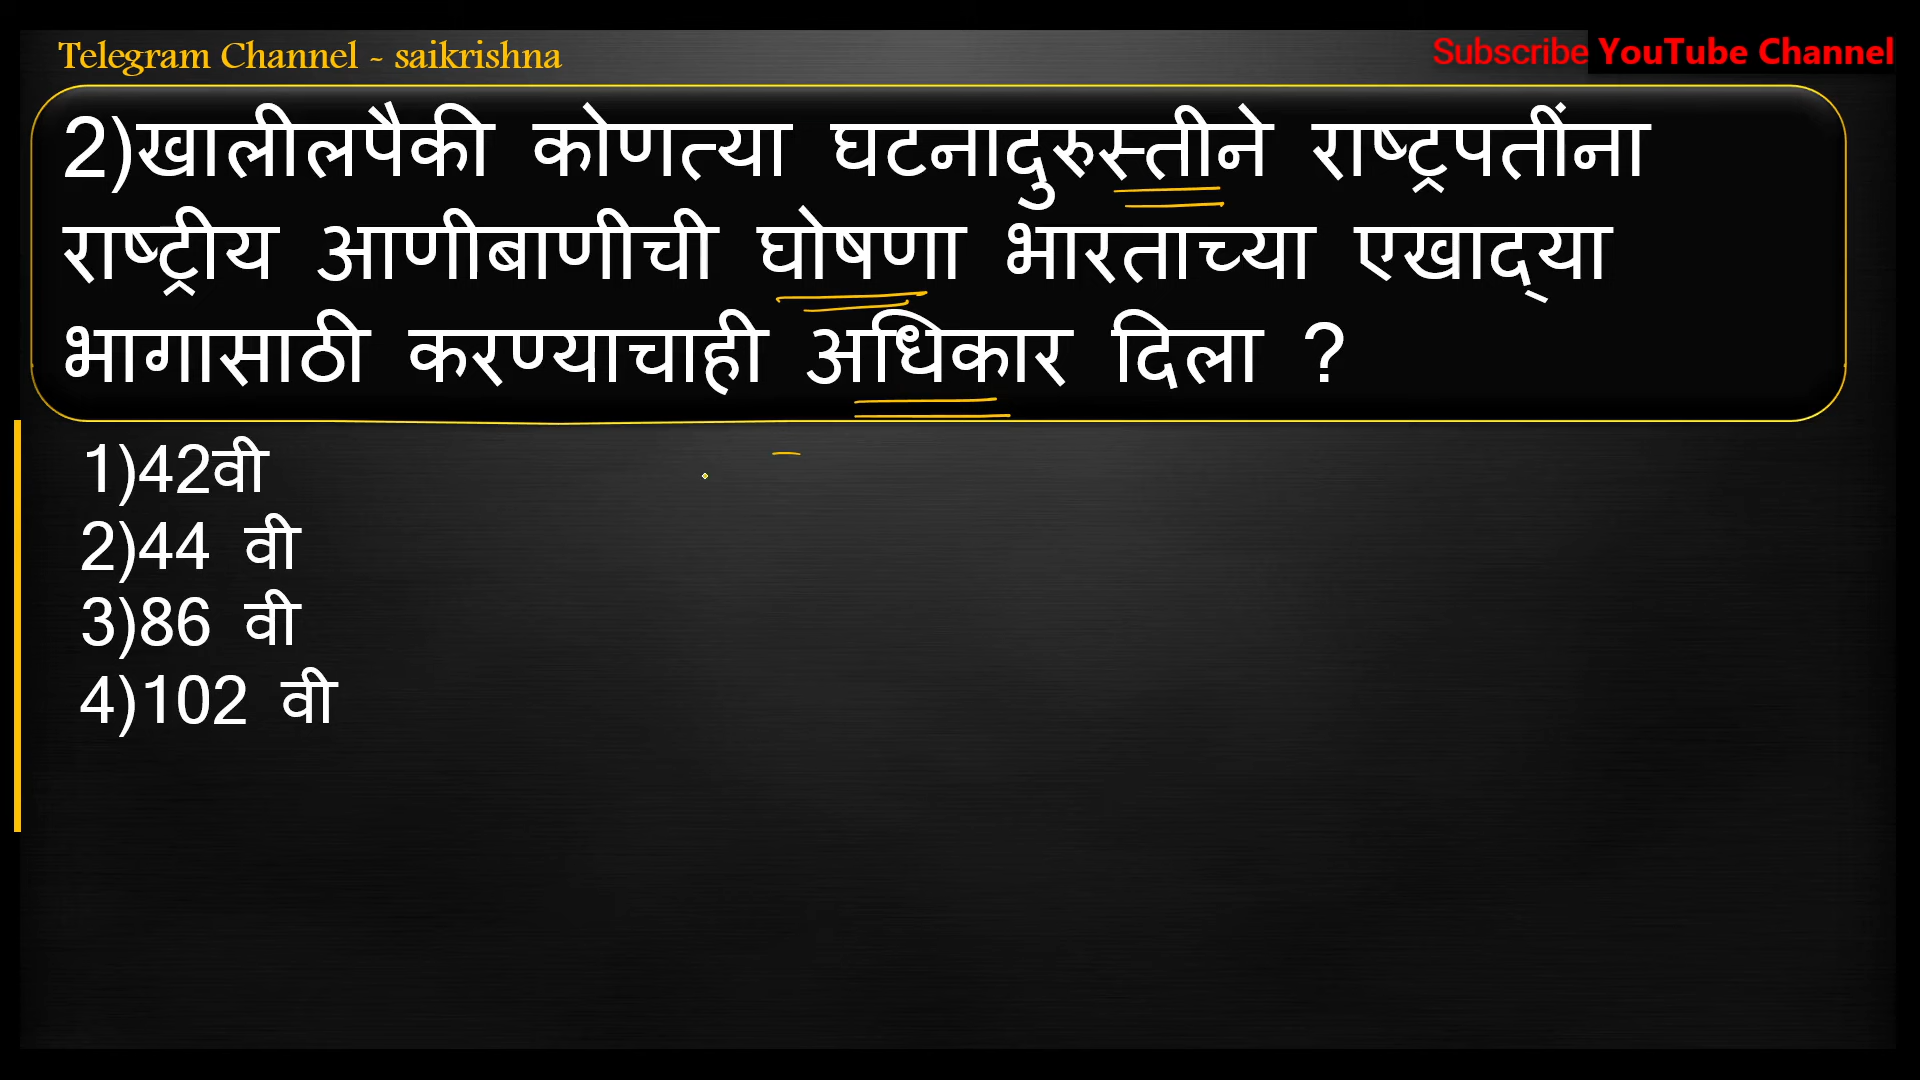 Telegram Channel - saikrishna
Subscribe YouTube Channel
2)खालीलपैकी कोणत्या घटनादुरुस्तीने राष्ट्रपतींना
राष्ट्रीय आणीबाणीची घोषणा भारताच्या एखाद्‌या
भागासाठी करण्याचाही अधिकार दिला ?
1)42वी
2)44 वी
3)86 वी
4)102 वी